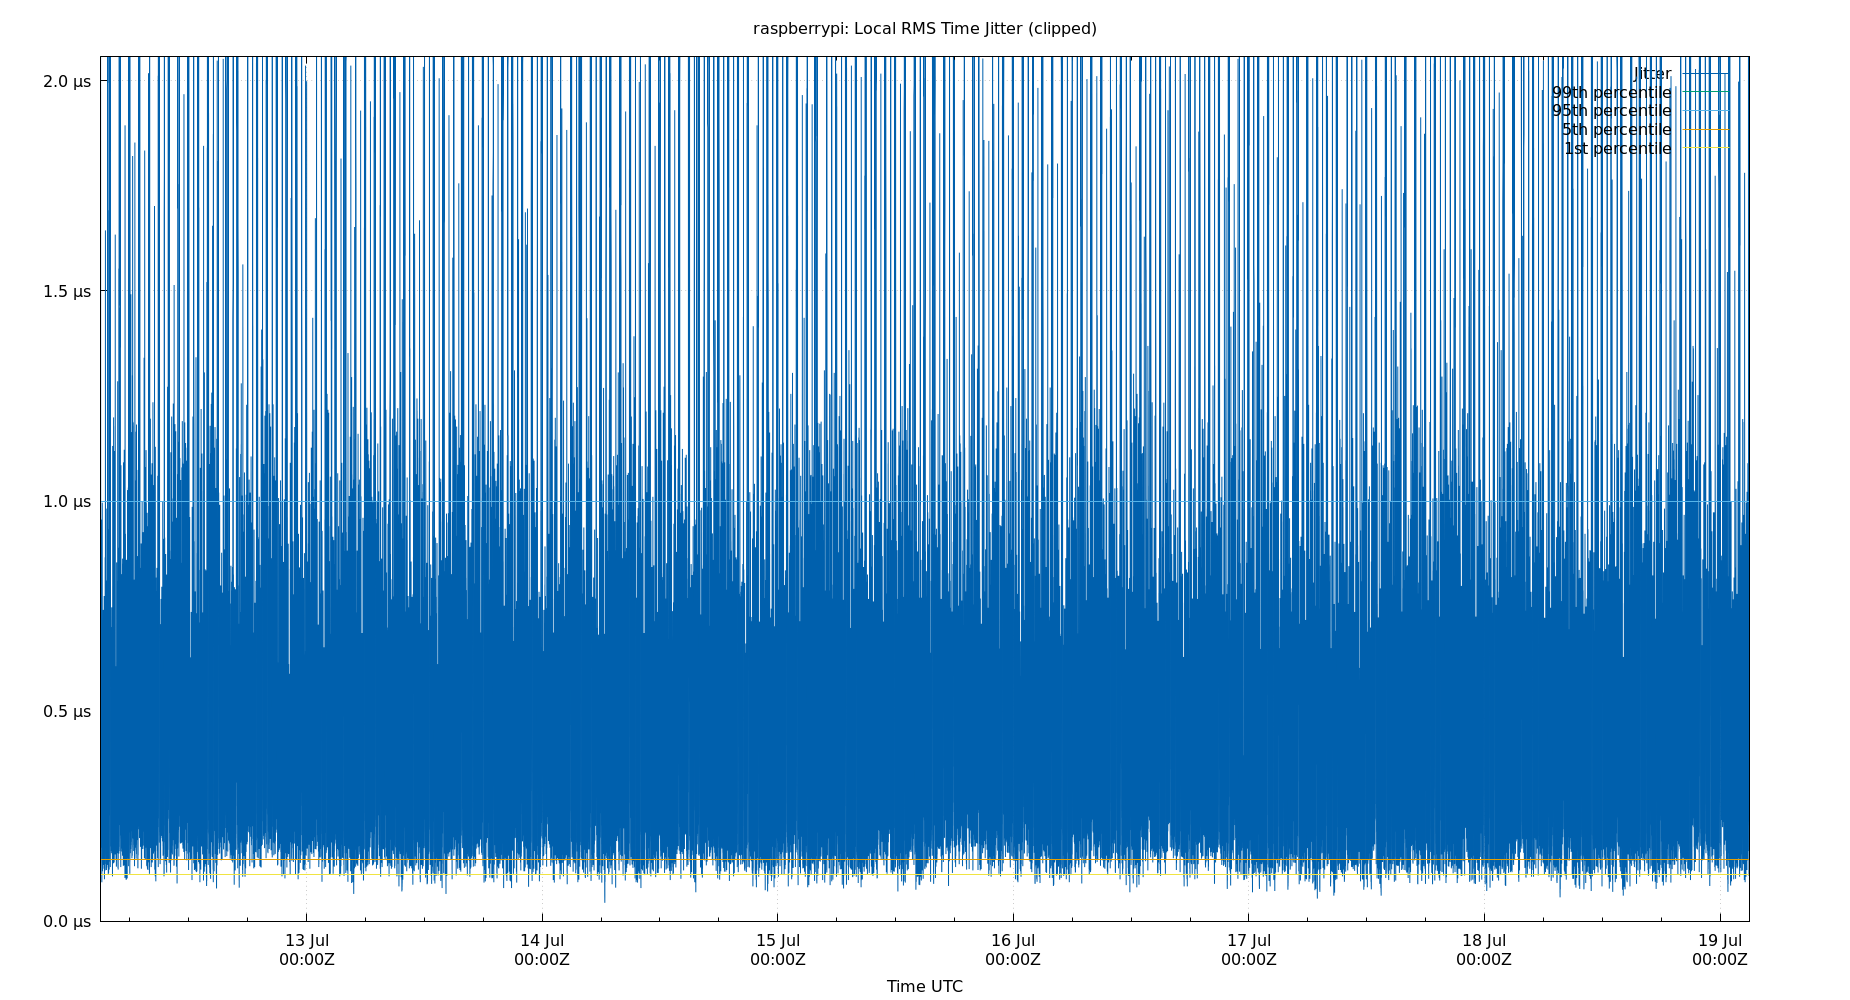 raspberrypi: Local RMS Time Jitter (clipped)
2.0 µs
1.5 µs
1.0 µs
0.5 µs
0.0 µs
Jitter
99th percentile
95th percentile
5th percentile
1st percentile
13 Jul
00:00Z
14 Jul
00:00Z
15 Jul
00:00Z
16 Jul
00:00Z
17 Jul
00:00Z
18 Jul
00:00Z
19 Jul
00:00Z
Time UTC